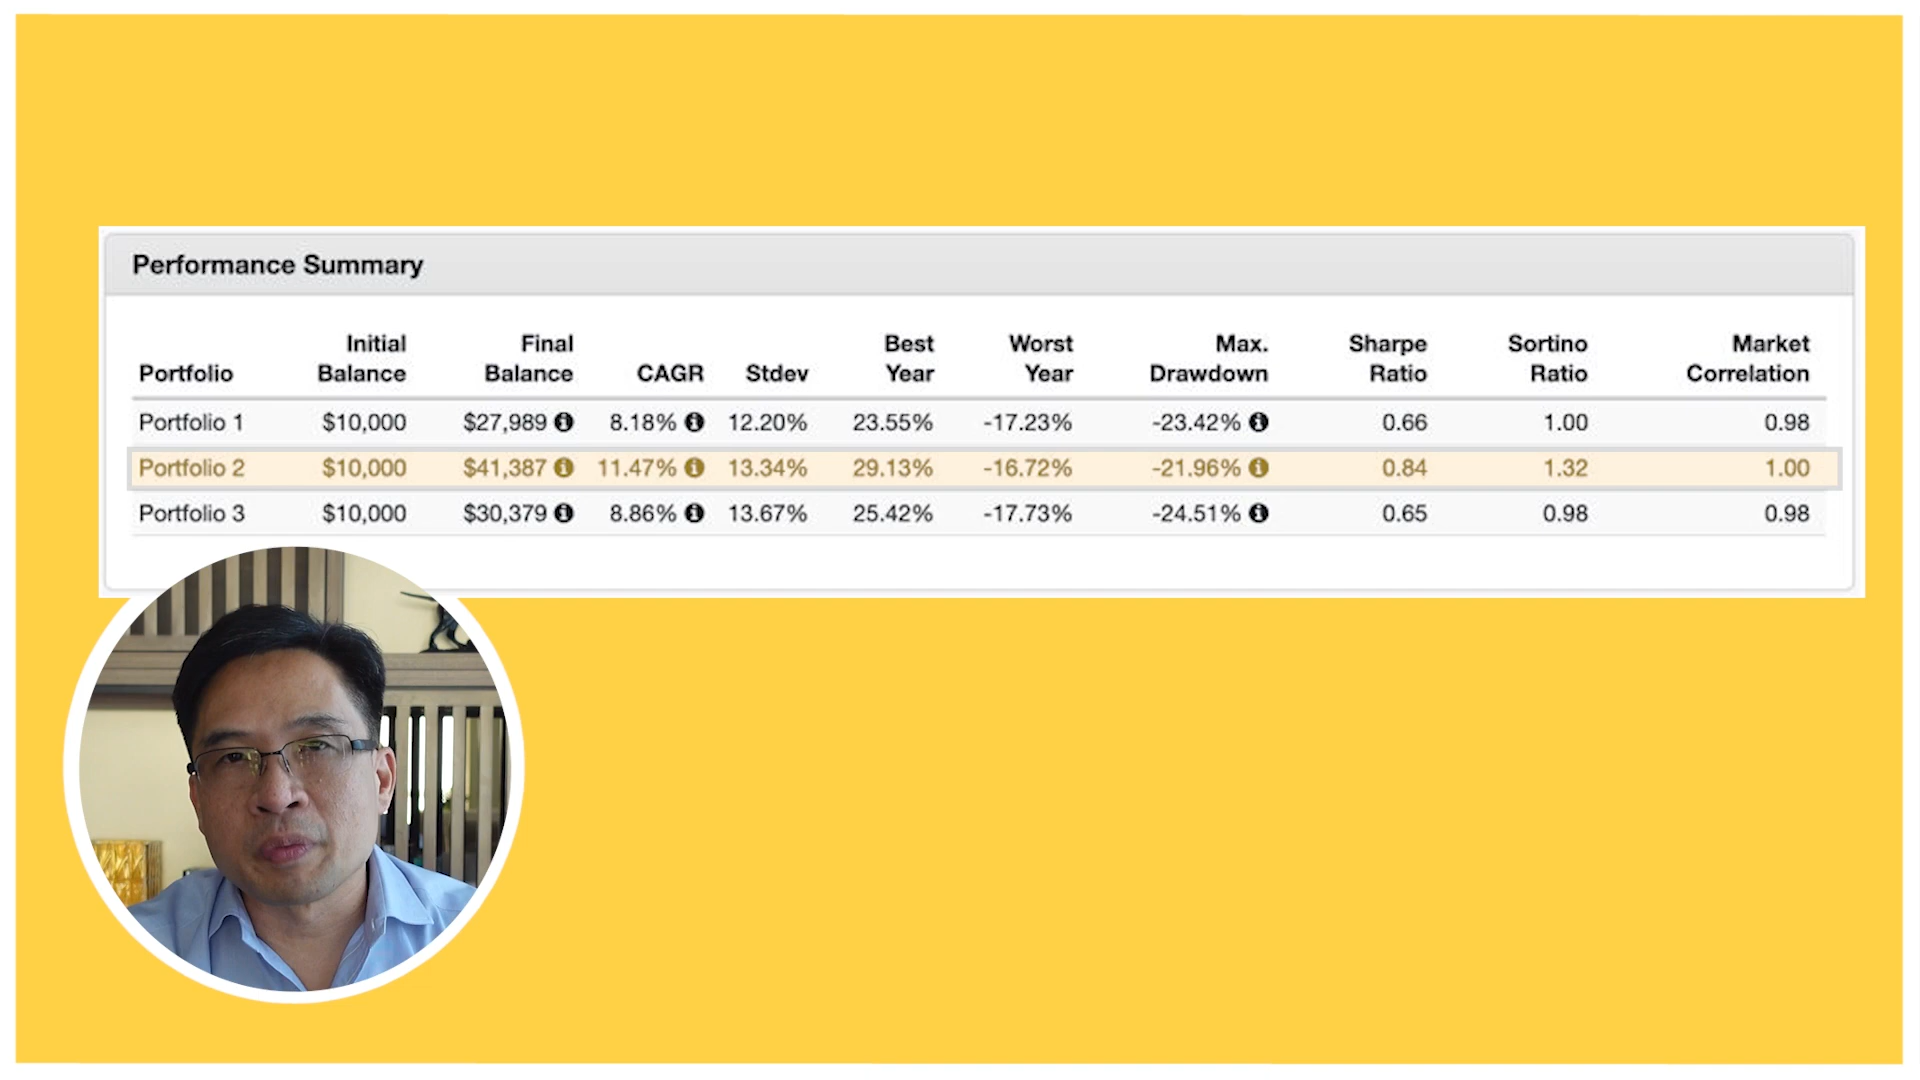 Performance Summary
Portfolio Initial Balance Final Balance CAGR Stdev Best Year Worst Year Max. Drawdown Sharpe Ratio Sortino Ratio Market Correlation
Portfolio 1 $10,000 $27,989 8.18% 12.20% 23.55% -17.23% -23.42% 0.66 1.00 0.98
Portfolio 2 $10,000 $41,387 11.47% 13.34% 29.13% -16.72% -21.96% 0.84 1.32 1.00
Portfolio 3 $10,000 $30,379 8.86% 13.67% 25.42% -17.73% -24.51% 0.65 0.98 0.98